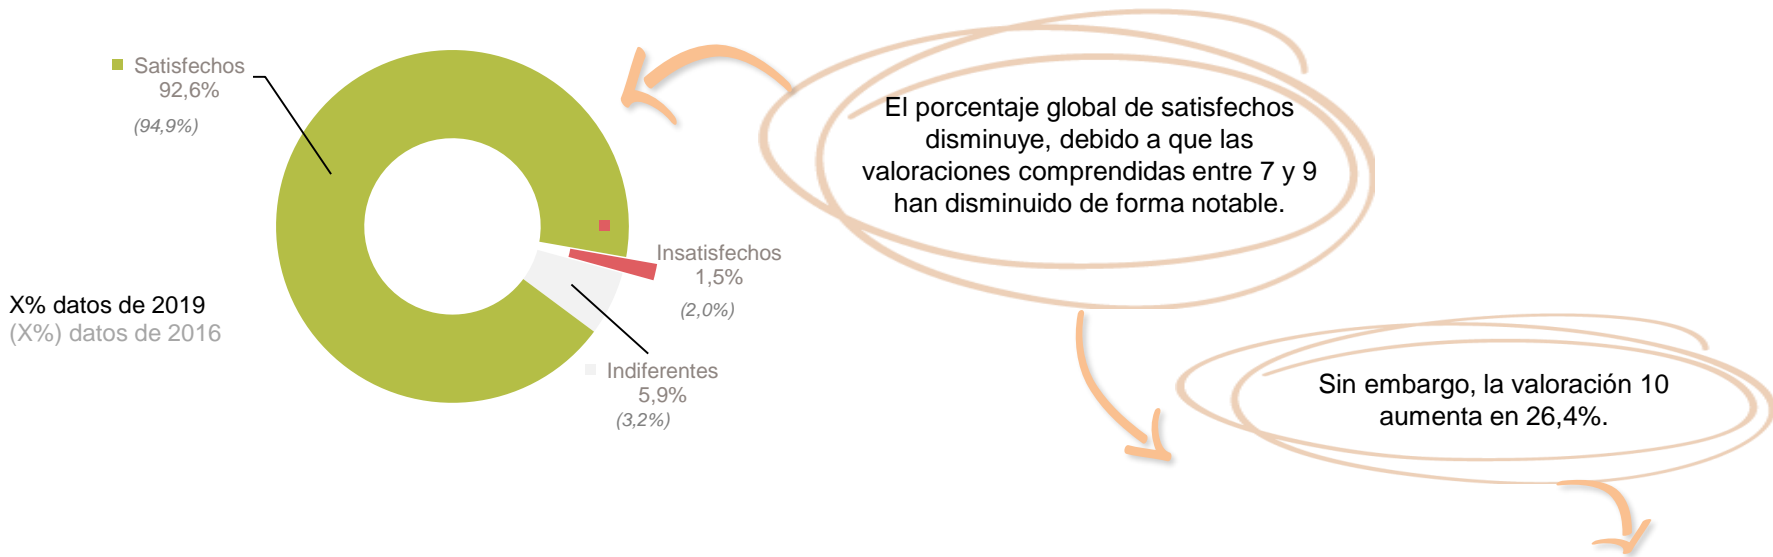 Satisfechos
92,6%
(94,9%)
Insatisfechos
1,5%
(2,0%)
Indiferentes
5,9%
(3,2%)
X% datos de 2019
(X%) datos de 2016
El porcentaje global de satisfechos
disminuye, debido a que las
valoraciones comprendidas entre 7 y 9
han disminuido de forma notable.
Sin embargo, la valoración 10
aumenta en 26,4%.